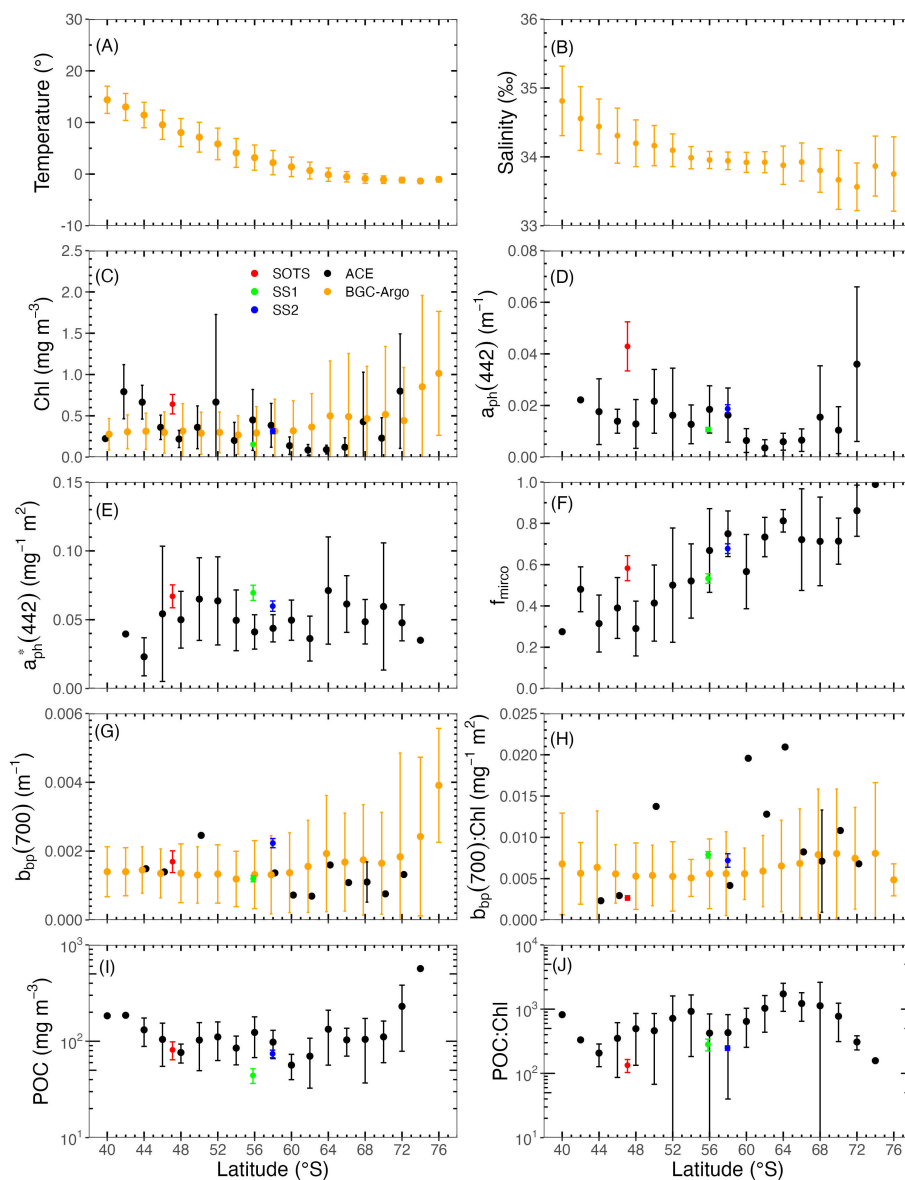 (A)
Temperature (°)
30
20
10
0
-10
(B)
Salinity (‰)
36
35
34
33
(C)
Chl (mg m⁻³)
2.5
2.0
1.5
1.0
0.5
0.0
SOTS
SS1
SS2
ACE
BGC-Argo
(D)
aph(442) (m⁻¹)
0.08
0.06
0.04
0.02
0.00
(E)
a*ph(442) (mg⁻¹ m²)
0.15
0.10
0.05
0.00
(F)
fmirco
1.0
0.8
0.6
0.4
0.2
0.0
(G)
bbp(700) (m⁻¹)
0.006
0.004
0.002
0.000
(H)
bbp(700):Chl (mg⁻¹ m²)
0.025
0.020
0.015
0.010
0.005
0.000
(I)
POC (mg m⁻³)
10³
10²
10¹
40 44 48 52 56 60 64 68 72 76
Latitude (°S)
(J)
POC:Chl
10⁴
10³
10²
10¹
40 44 48 52 56 60 64 68 72 76
Latitude (°S)